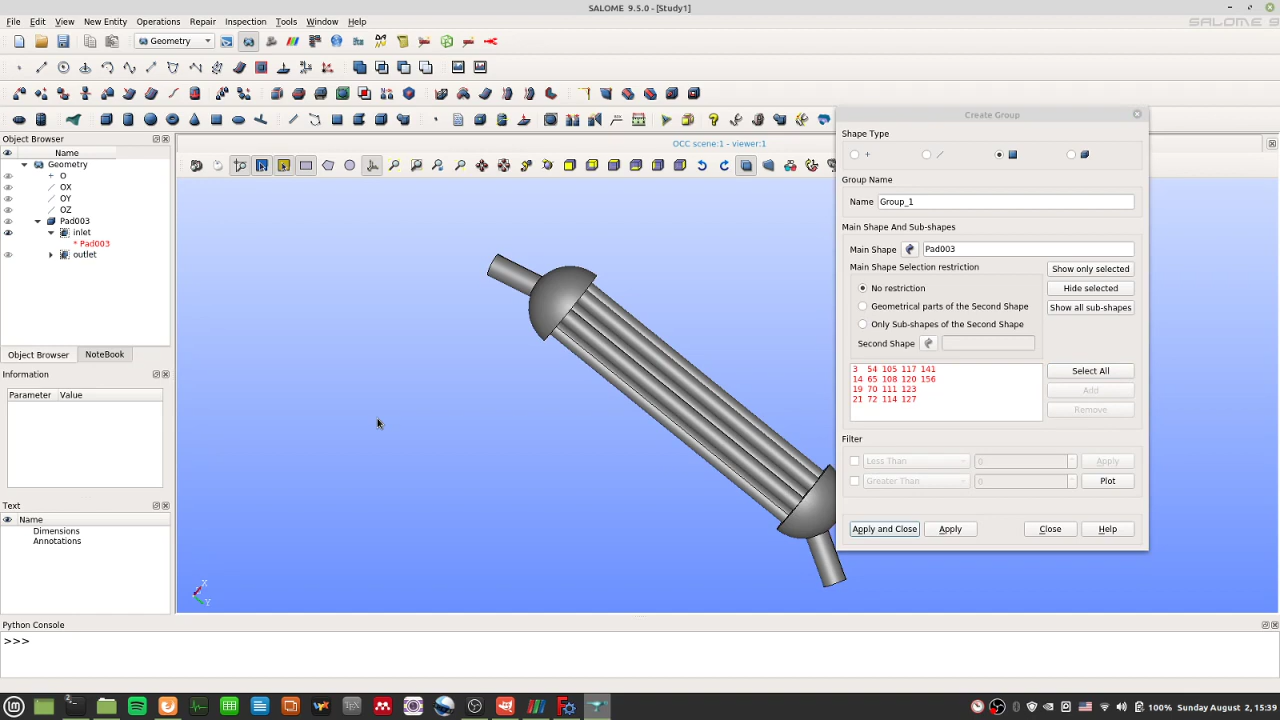 SALOME 9.5.0 - [Study1]
File Edit View New Entity Operations Repair Inspection Tools Window Help
SALOME 9
Geometry
Object Browser
Name
Geometry
O
OX
OY
OZ
Pad003
inlet
* Pad003
outlet
Object Browser NoteBook
Information
Parameter Value
Text
Name
Dimensions
Annotations
OCC scene:1 - viewer:1
X
Y
Create Group
Shape Type
Group Name
Name Group_1
Main Shape And Sub-shapes
Main Shape Pad003
Main Shape Selection restriction
Show only selected
No restriction
Hide selected
Geometrical parts of the Second Shape
Show all sub-shapes
Only Sub-shapes of the Second Shape
Second Shape
3 54 105 117 141
14 65 108 120 156
19 70 111 123
21 72 114 127
Select All
Add
Remove
Filter
Less Than 0 Apply
Greater Than 0 Plot
Apply and Close Apply Close Help
Python Console
>>>
2
TEX
100% Sunday August 2, 15:39